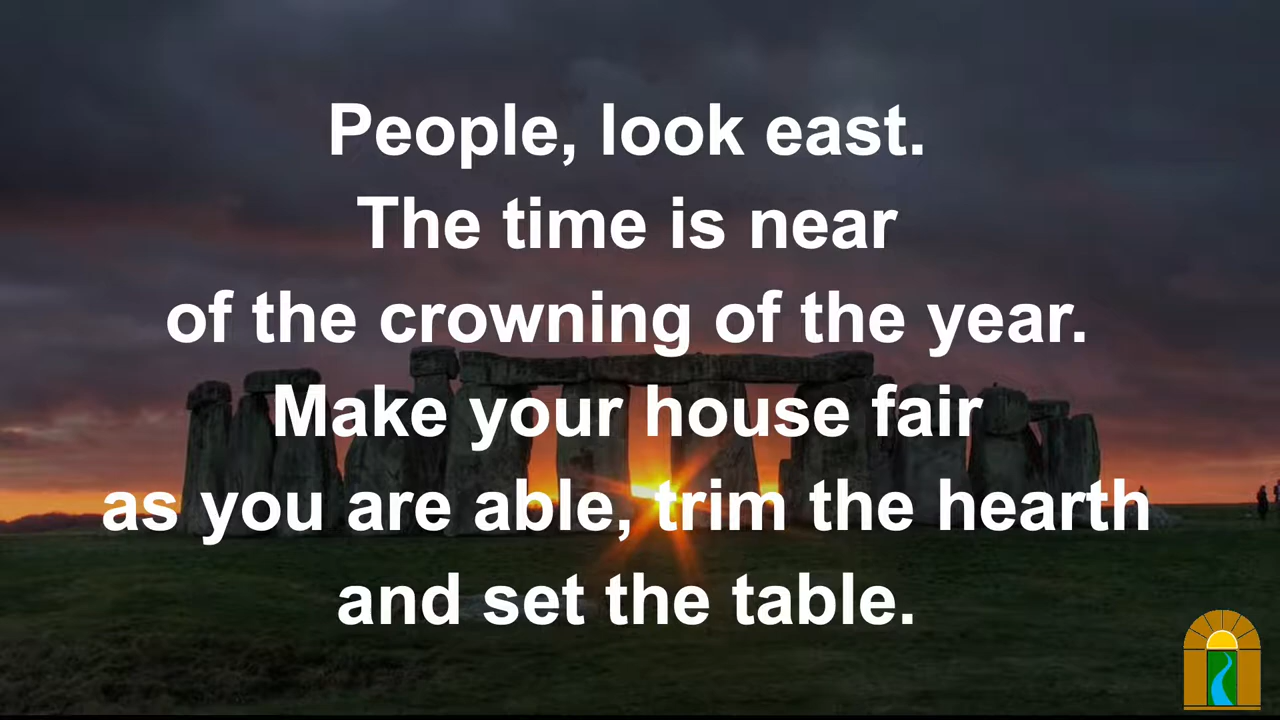 People, look east.
The time is near
of the crowning of the year.
Make your house fair
as you are able, trim the hearth
and set the table.